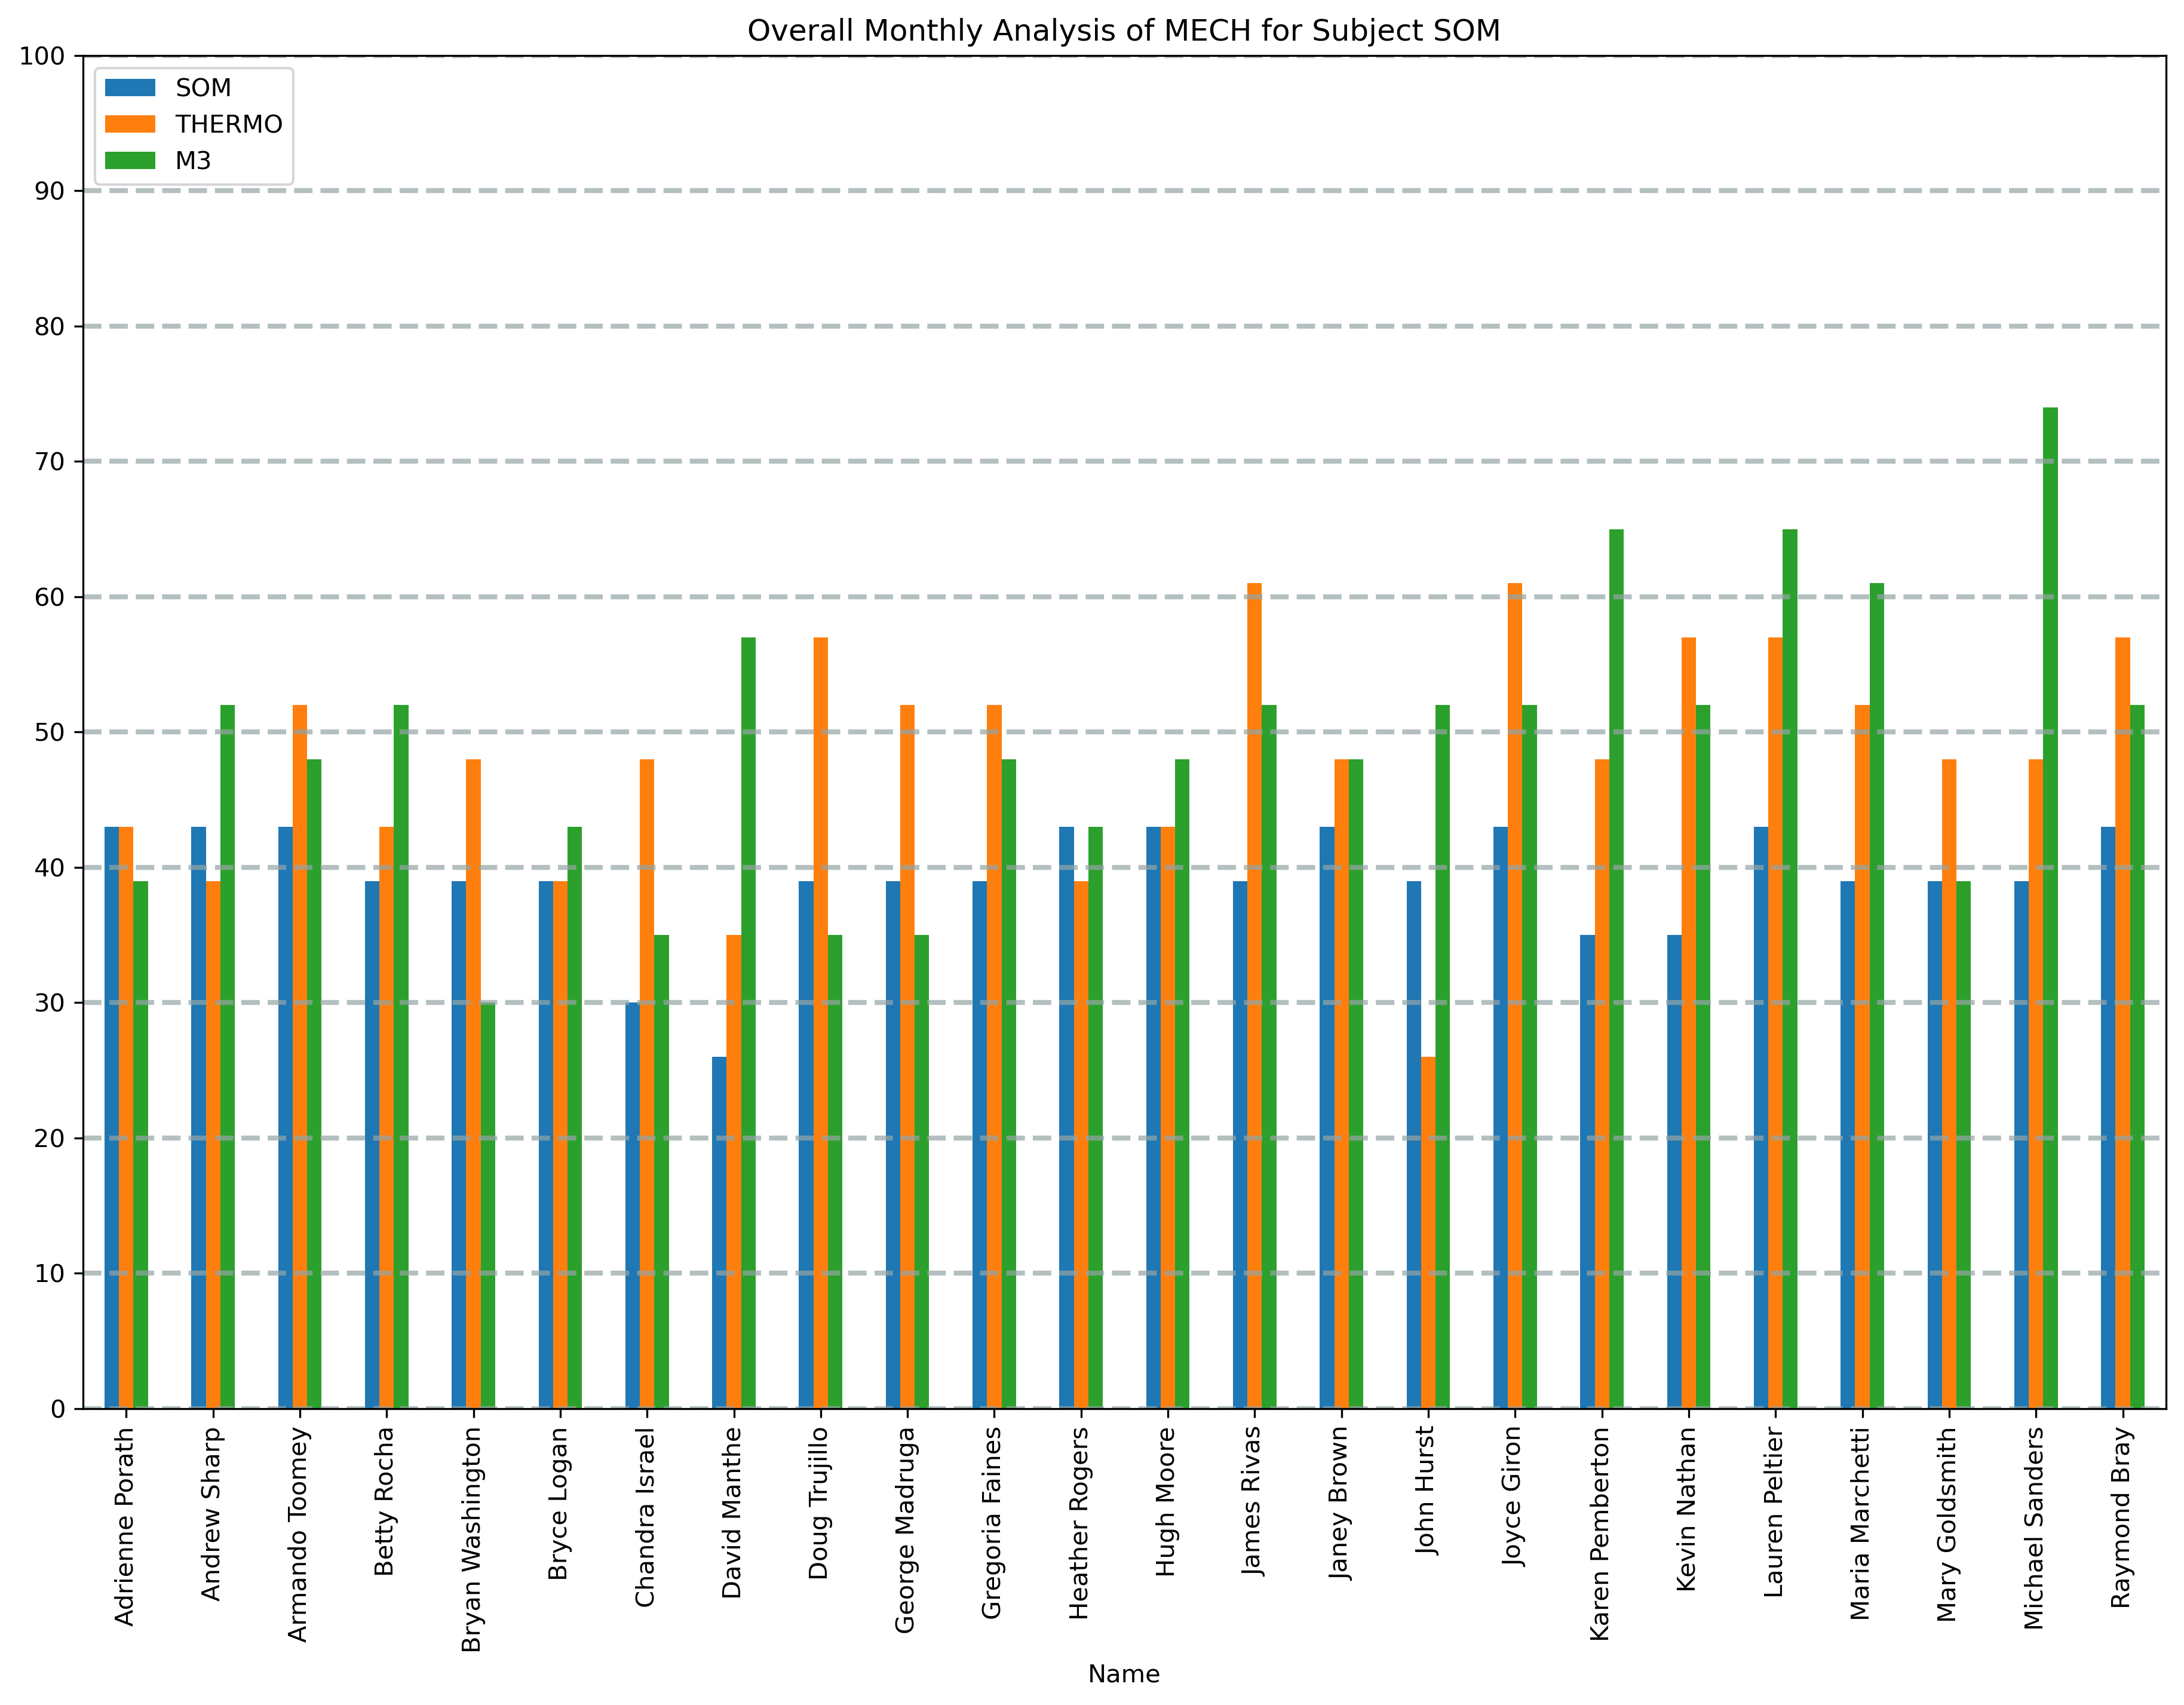 Overall Monthly Analysis of MECH for Subject SOM
SOM
THERMO
M3
100
90
80
70
60
50
40
30
20
10
0
Adrienne Porath
Andrew Sharp
Armando Toomey
Betty Rocha
Bryan Washington
Bryce Logan
Chandra Israel
David Manthe
Doug Trujillo
George Madruga
Gregoria Faines
Heather Rogers
Hugh Moore
James Rivas
Janey Brown
John Hurst
Joyce Giron
Karen Pemberton
Kevin Nathan
Lauren Peltier
Maria Marchetti
Mary Goldsmith
Michael Sanders
Raymond Bray
Name